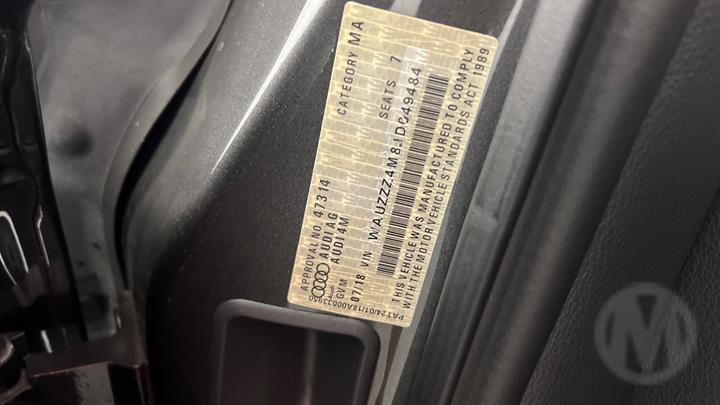 APPROVAL NO. 47314 CATEGORY MA
AUDI AG
AUDI 4M SEATS 7
Audi
GVM
07/18 VIN WAUZZZ4M8JD049484
THIS VEHICLE WAS MANUFACTURED TO COMPLY
WITH THE MOTOR VEHICLE STANDARDS ACT 1989
M